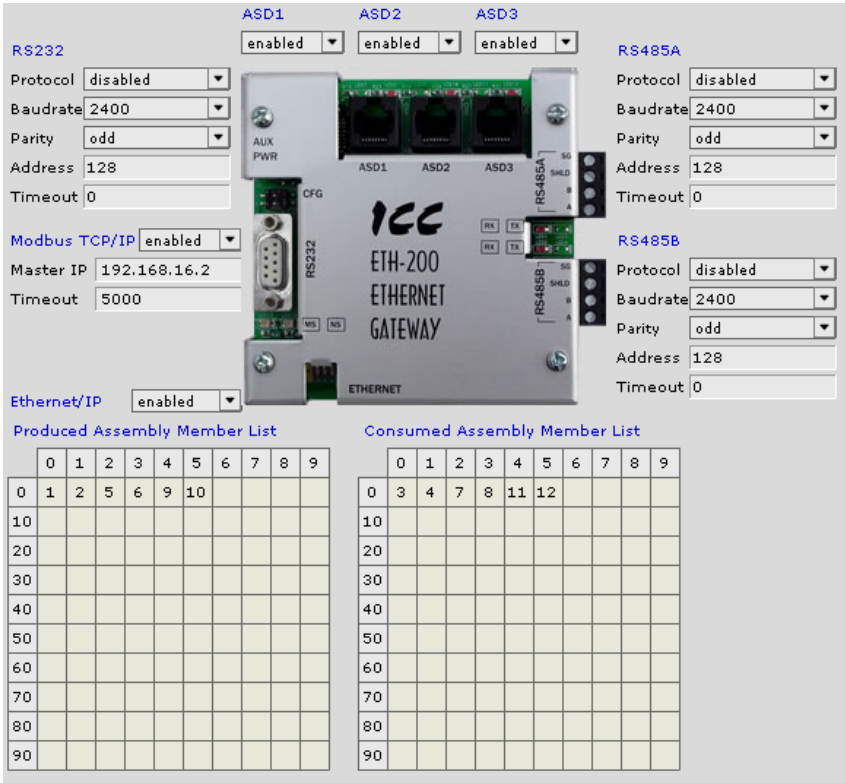 ASD1 ASD2 ASD3
enabled enabled enabled
RS232
Protocol disabled
Baudrate 2400
Parity odd
Address 128
Timeout 0
Modbus TCP/IP enabled
Master IP 192.168.16.2
Timeout 5000
Ethernet/IP enabled
AUX
PWR
ASD1 ASD2 ASD3
CFG
RS232
ICC
ETH-200
ETHERNET
GATEWAY
MS NS
ETHERNET
RS485A
SG
SHLD
B
A
RX TX
RX TX
RS485B
SG
SHLD
B
A
RS485A
Protocol disabled
Baudrate 2400
Parity odd
Address 128
Timeout 0
RS485B
Protocol disabled
Baudrate 2400
Parity odd
Address 128
Timeout 0
Produced Assembly Member List
0 1 2 3 4 5 6 7 8 9
0 1 2 5 6 9 10
10
20
30
40
50
60
70
80
90
Consumed Assembly Member List
0 1 2 3 4 5 6 7 8 9
0 3 4 7 8 11 12
10
20
30
40
50
60
70
80
90